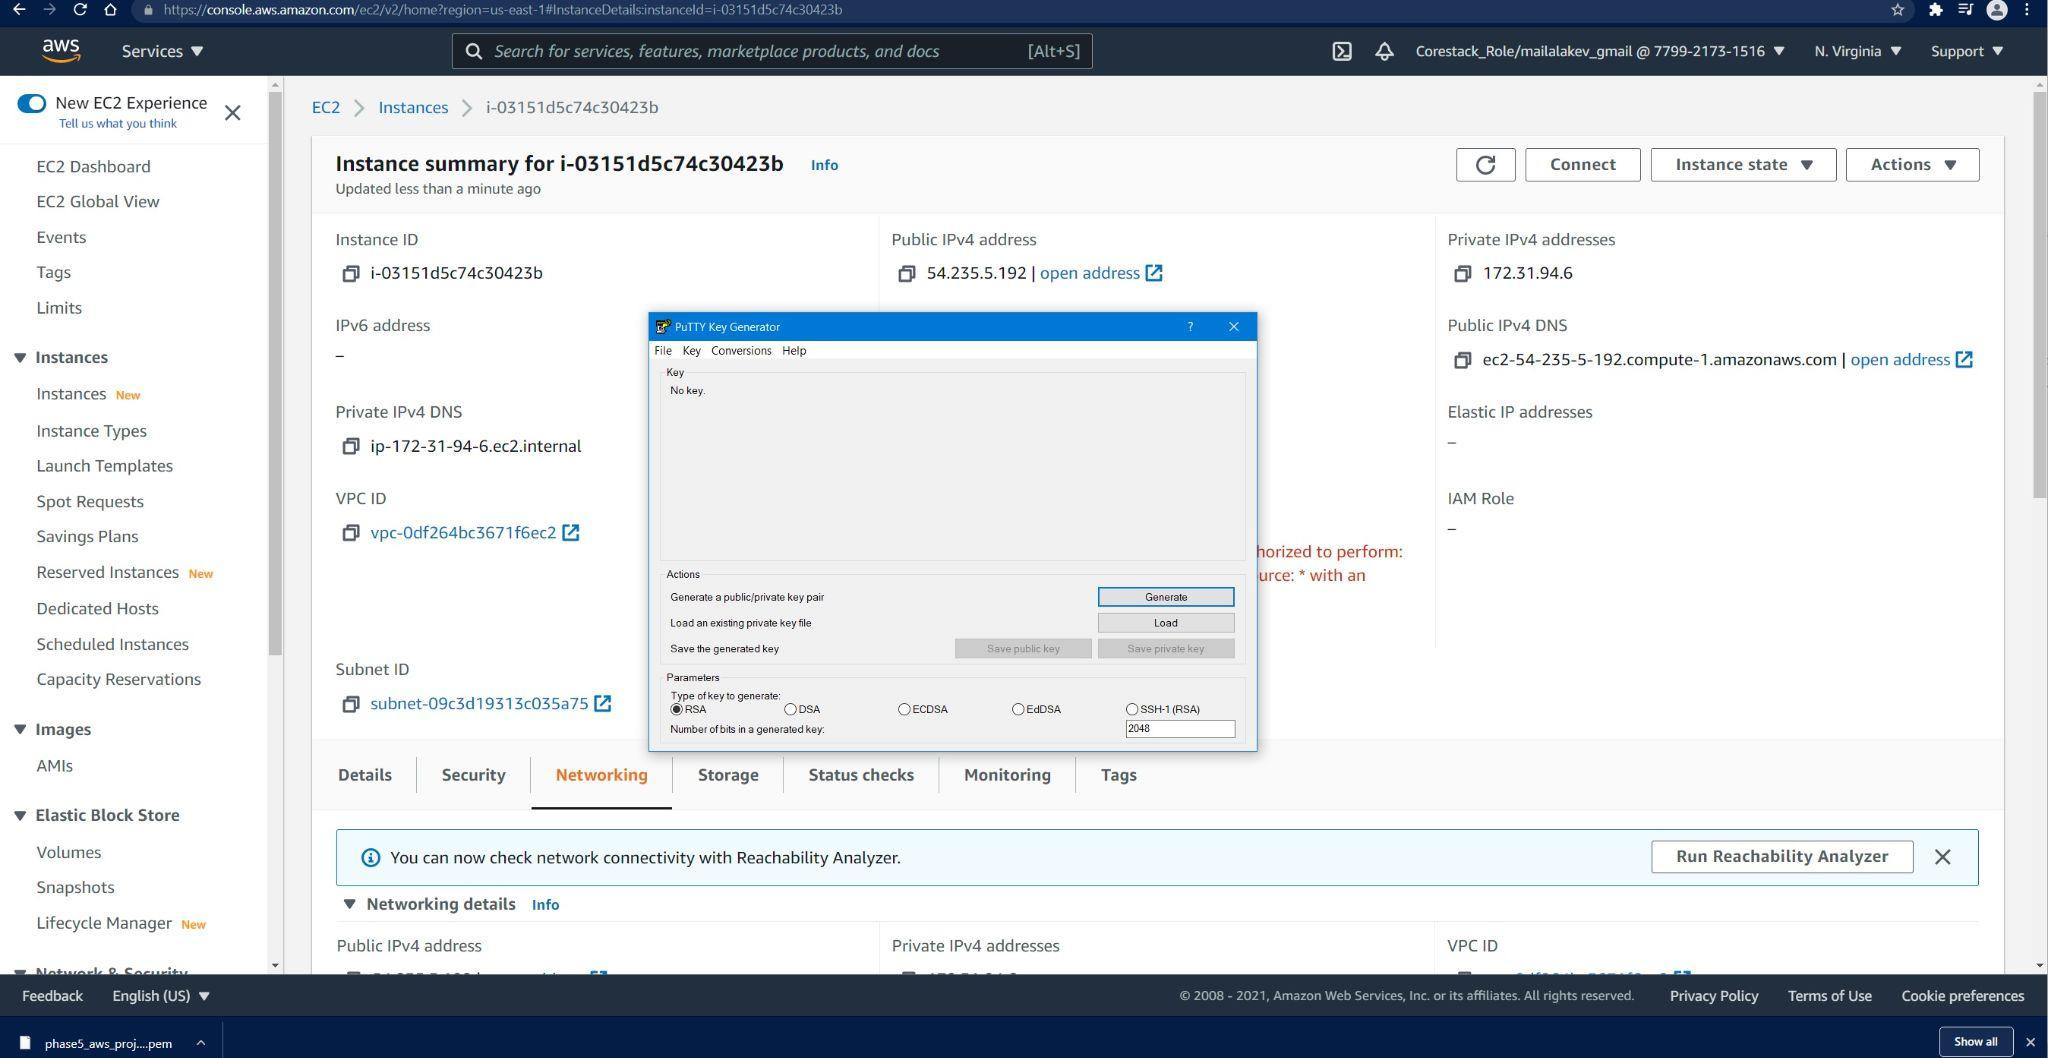 https://console.aws.amazon.com/ec2/v2/home?region=us-east-1#InstanceDetails:instanceId=i-03151d5c74c30423b
aws
Services
Search for services, features, marketplace products, and docs [Alt+S]
Corestack_Role/mailalakev_gmail @ 7799-2173-1516
N. Virginia
Support
New EC2 Experience
Tell us what you think
EC2 Dashboard
EC2 Global View
Events
Tags
Limits
Instances
Instances New
Instance Types
Launch Templates
Spot Requests
Savings Plans
Reserved Instances New
Dedicated Hosts
Scheduled Instances
Capacity Reservations
Images
AMIs
Elastic Block Store
Volumes
Snapshots
Lifecycle Manager New
Network & Security
EC2 > Instances > i-03151d5c74c30423b
Instance summary for i-03151d5c74c30423b Info
Updated less than a minute ago
Connect
Instance state
Actions
Instance ID
i-03151d5c74c30423b
Public IPv4 address
54.235.5.192 | open address
Private IPv4 addresses
172.31.94.6
IPv6 address
–
Public IPv4 DNS
ec2-54-235-5-192.compute-1.amazonaws.com | open address
Private IPv4 DNS
ip-172-31-94-6.ec2.internal
Elastic IP addresses
–
VPC ID
vpc-0df264bc3671f6ec2
IAM Role
–
horized to perform:
urce: * with an
Subnet ID
subnet-09c3d19313c035a75
PuTTY Key Generator
?
File Key Conversions Help
Key
No key.
Actions
Generate a public/private key pair
Generate
Load an existing private key file
Load
Save the generated key
Save public key
Save private key
Parameters
Type of key to generate:
RSA DSA ECDSA EdDSA SSH-1 (RSA)
Number of bits in a generated key:
2048
Details
Security
Networking
Storage
Status checks
Monitoring
Tags
You can now check network connectivity with Reachability Analyzer.
Run Reachability Analyzer
Networking details Info
Public IPv4 address
Private IPv4 addresses
VPC ID
Feedback
English (US)
© 2008 - 2021, Amazon Web Services, Inc. or its affiliates. All rights reserved.
Privacy Policy
Terms of Use
Cookie preferences
phase5_aws_proj....pem
Show all